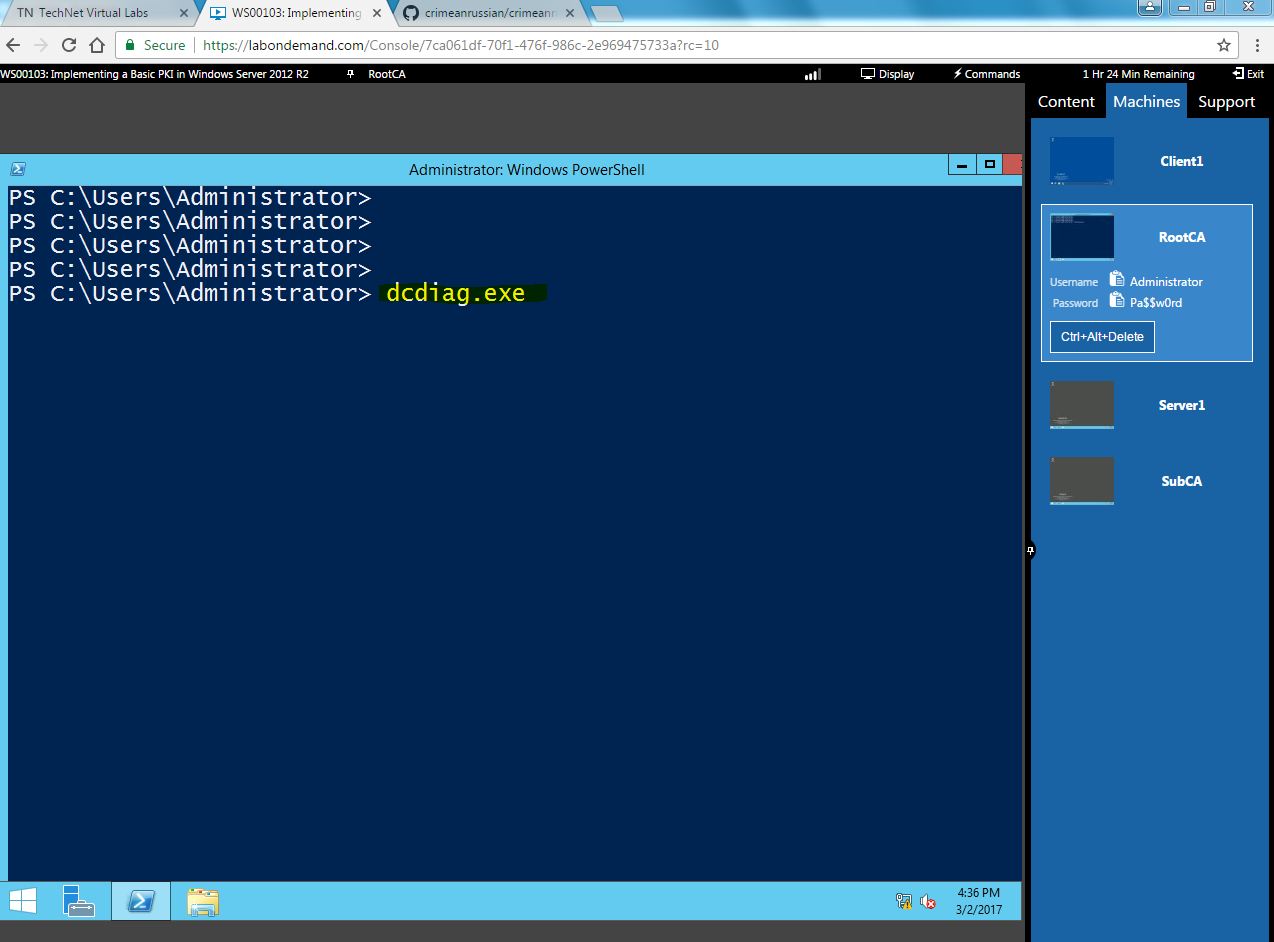 TN TechNet Virtual Labs
WS00103: Implementing
crimeanrussian/crimeanr
Secure
https://labondemand.com/Console/7ca061df-70f1-476f-986c-2e969475733a?rc=10
WS00103: Implementing a Basic PKI in Windows Server 2012 R2
RootCA
Display
Commands
1 Hr 24 Min Remaining
Exit
Content
Machines
Support
Administrator: Windows PowerShell
PS C:\Users\Administrator>
PS C:\Users\Administrator>
PS C:\Users\Administrator>
PS C:\Users\Administrator>
PS C:\Users\Administrator> dcdiag.exe
Client1
RootCA
Username
Administrator
Password
Pa$$w0rd
Ctrl+Alt+Delete
Server1
SubCA
4:36 PM
3/2/2017